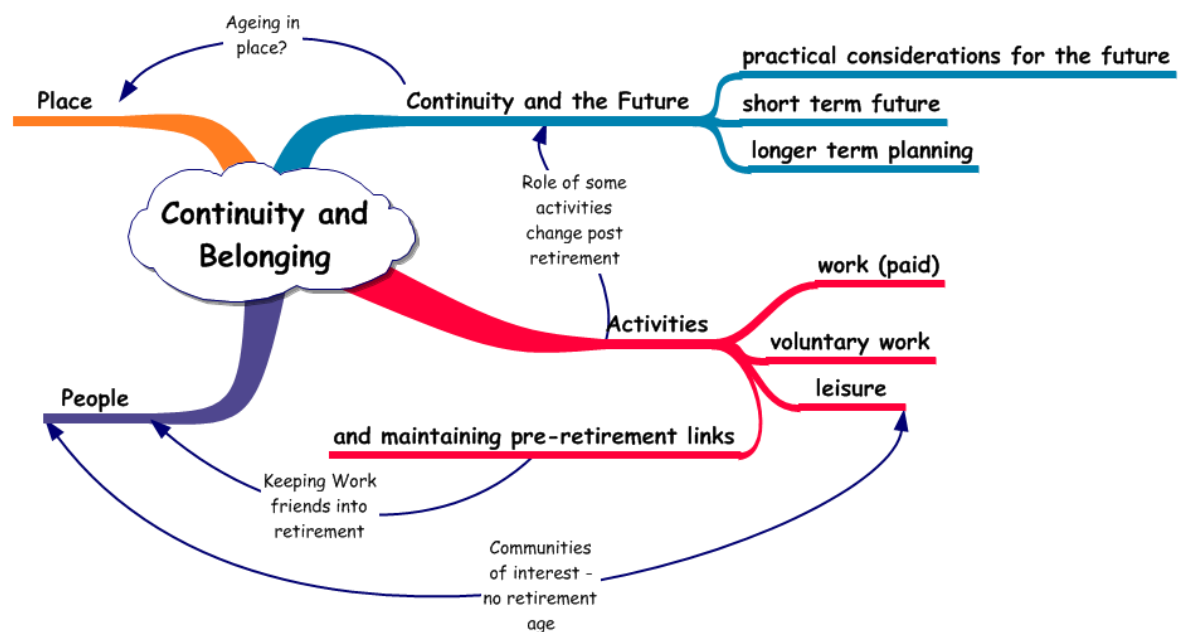 Ageing in
place?
practical considerations for the future
Place
Continuity and the Future
short term future
longer term planning
Role of some
activities
change post
retirement
Continuity and
Belonging
work (paid)
Activities
voluntary work
leisure
People
and maintaining pre-retirement links
Keeping Work
friends into
retirement
Communities
of interest -
no retirement
age